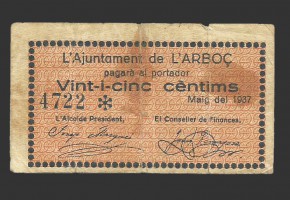 L'Ajuntament de L'ARBOÇ
pagarà al portador
Vint-i-cinc cèntims
4722 * Maig del 1937
L'Alcalde President, El Conseller de Finances,